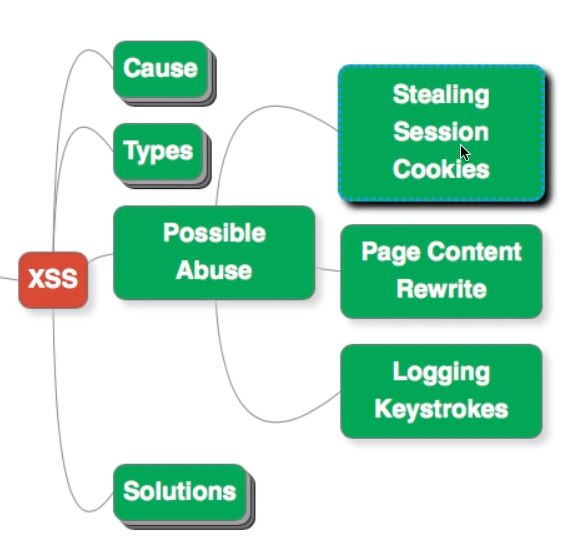 XSS
Cause
Types
Possible
Abuse
Stealing
Session
Cookies
Page Content
Rewrite
Logging
Keystrokes
Solutions